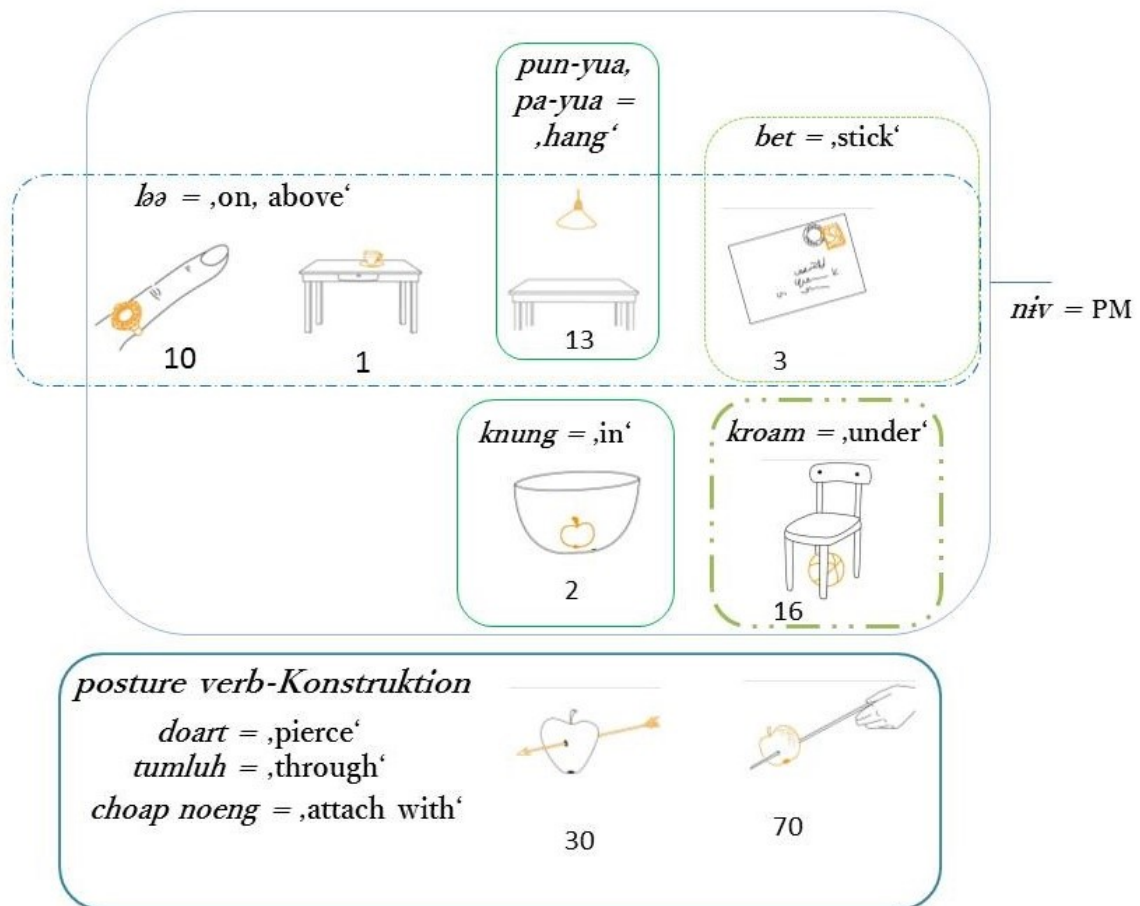 pun-yua,
pa-yua =
‚hang‘
bet = ‚stick‘
lǝǝ = ‚on, above‘
10
1
13
3
nɨv = PM
knung = ‚in‘
kroam = ‚under‘
2
16
posture verb-Konstruktion
doart = ‚pierce‘
tumluh = ‚through‘
choap noeng = ‚attach with‘
30
70